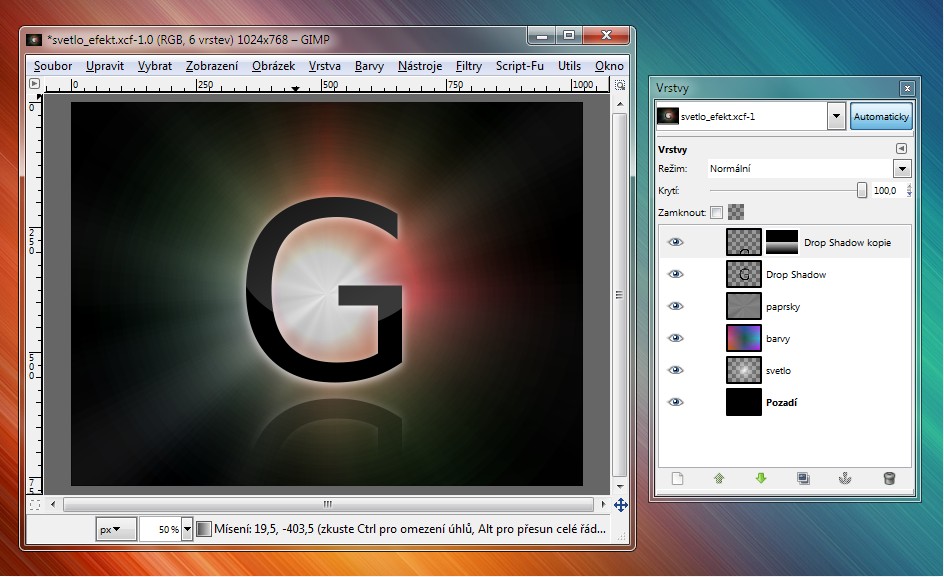 *svetlo_efekt.xcf-1.0 (RGB, 6 vrstev) 1024x768 – GIMP
Soubor Upravit Vybrat Zobrazení Obrázek Vrstva Barvy Nástroje Filtry Script-Fu Utils Okno
0 250 500 750 1000
0
250
500
75
G
px 50 % Mísení: 19,5, -403,5 (zkuste Ctrl pro omezení úhlů, Alt pro přesun celé řád...
Vrstvy
svetlo_efekt.xcf-1 Automaticky
Vrstvy
Režim: Normální
Krytí: 100,0
Zamknout:
Drop Shadow kopie
G Drop Shadow
paprsky
barvy
svetlo
Pozadí